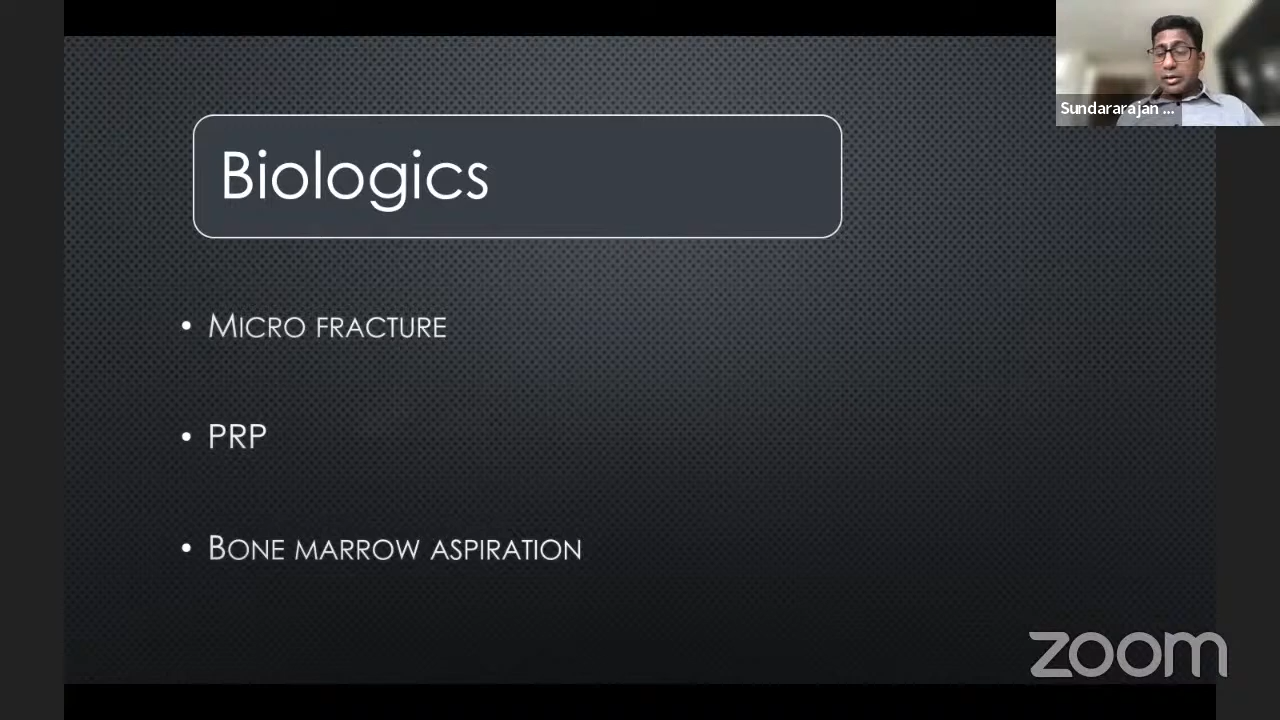 Sundararajan ...
Biologics
• MICRO FRACTURE
• PRP
• BONE MARROW ASPIRATION
zoom